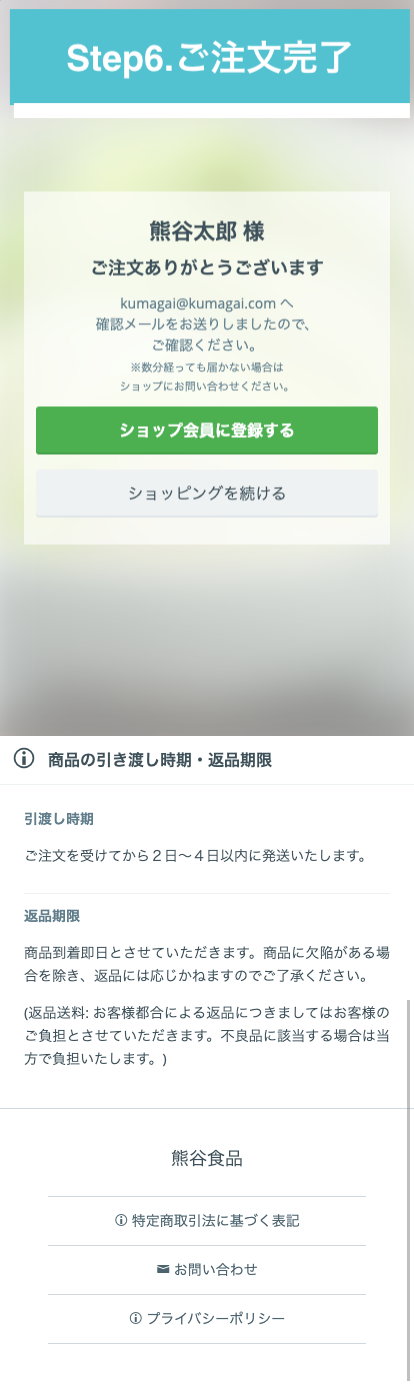 Step6.ご注文完了
熊谷太郎 様
ご注文ありがとうございます
kumagai@kumagai.com へ
確認メールをお送りしましたので、
ご確認ください。
※数分経っても届かない場合は
ショップにお問い合わせください。
ショップ会員に登録する
ショッピングを続ける
商品の引き渡し時期・返品期限
引渡し時期
ご注文を受けてから２日〜４日以内に発送いたします。
返品期限
商品到着即日とさせていただきます。商品に欠陥がある場
合を除き、返品には応じかねますのでご了承ください。
(返品送料: お客様都合による返品につきましてはお客様の
ご負担とさせていただきます。不良品に該当する場合は当
方で負担いたします。)
熊谷食品
特定商取引法に基づく表記
お問い合わせ
プライバシーポリシー